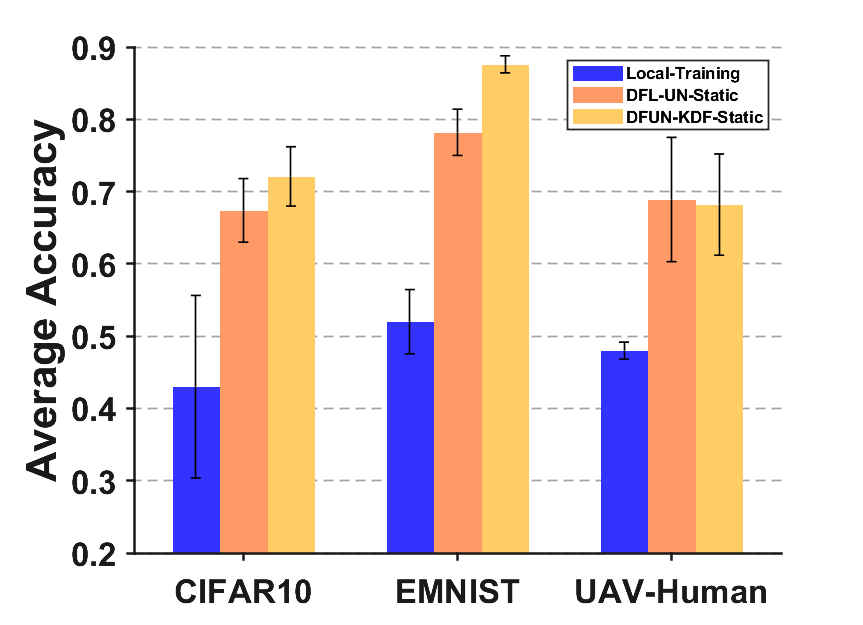 Average Accuracy
0.9
0.8
0.7
0.6
0.5
0.4
0.3
0.2
Local-Training
DFL-UN-Static
DFUN-KDF-Static
CIFAR10 EMNIST UAV-Human